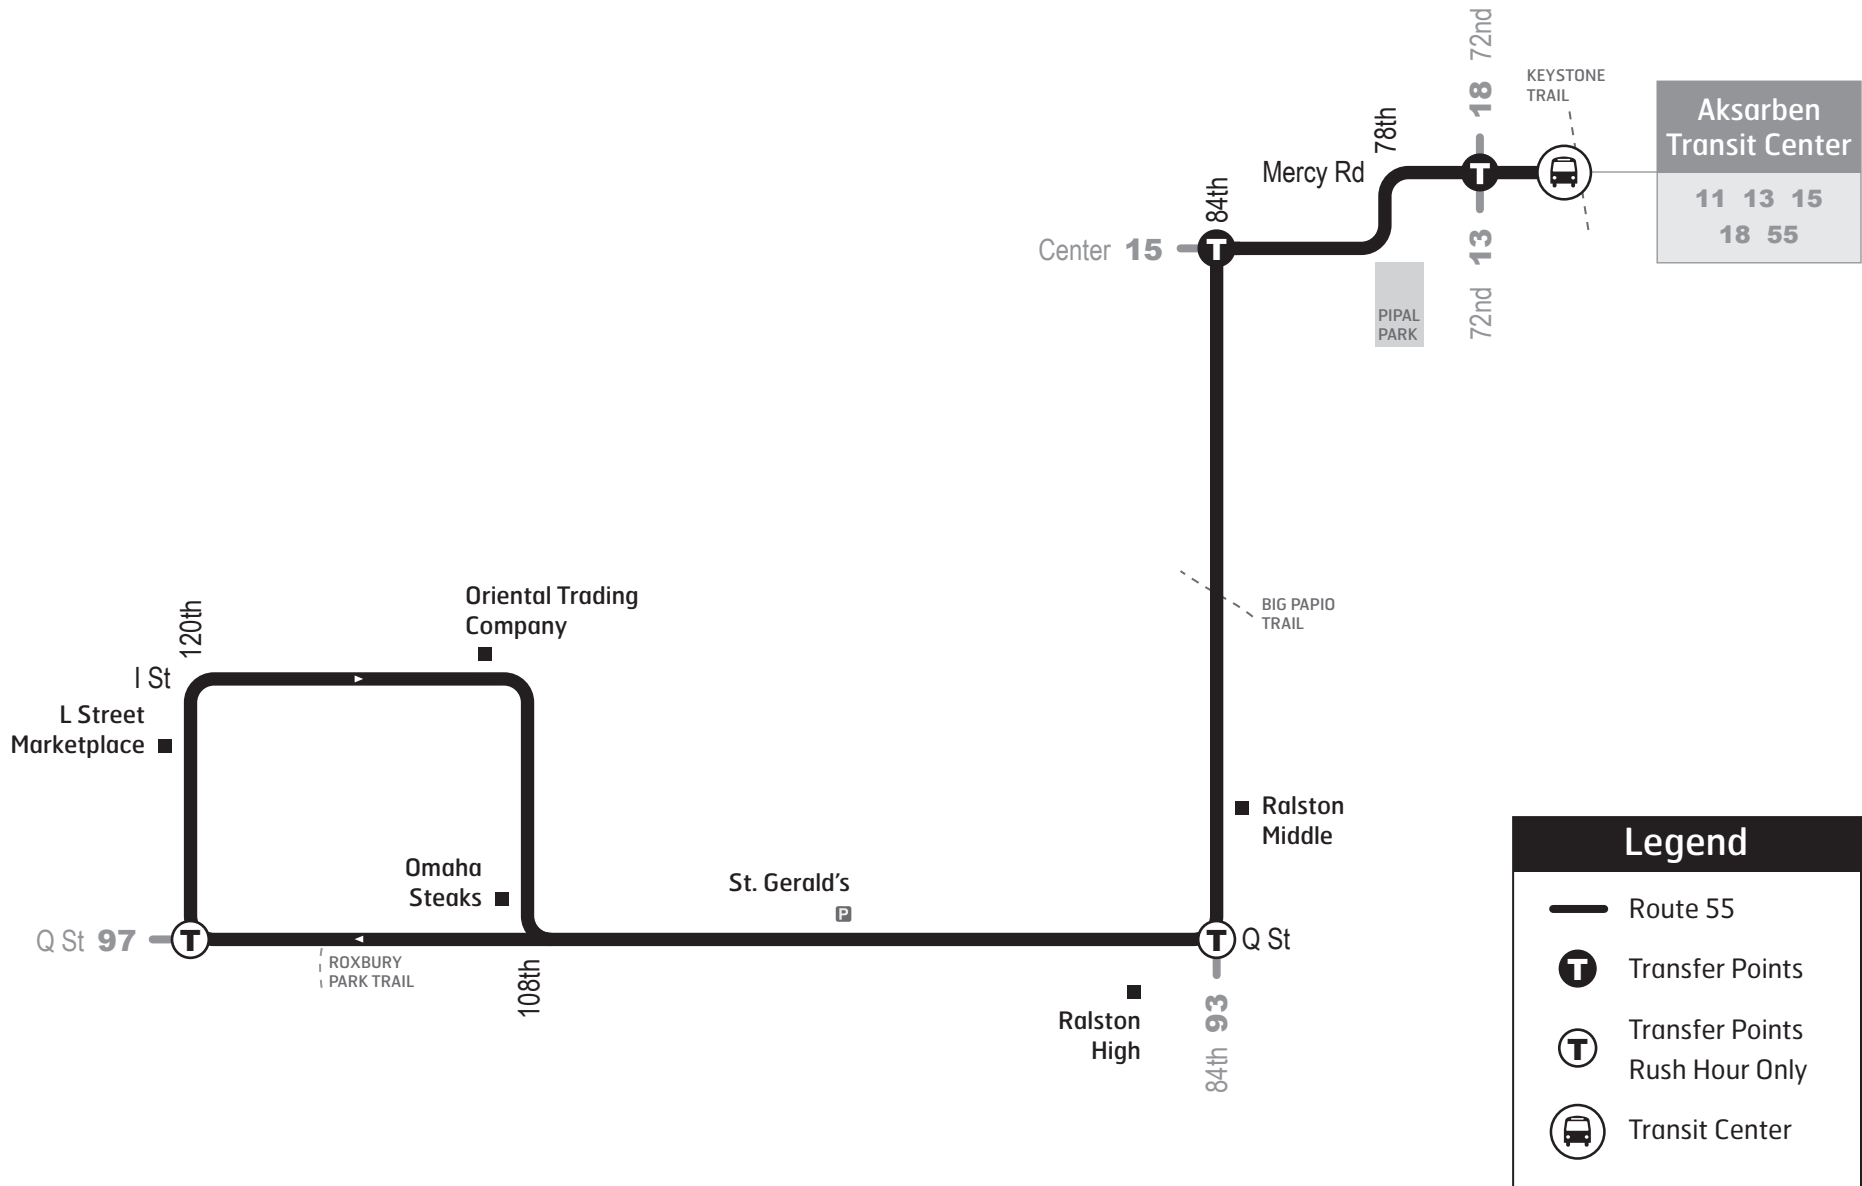 72nd
18
KEYSTONE
TRAIL
Aksarben
Transit Center
11 13 15
18 55
78th
Mercy Rd
T
84th
Center 15
T
13
72nd
PIPAL
PARK
BIG PAPIO
TRAIL
Oriental Trading
Company
120th
I St
L Street
Marketplace
Ralston
Middle
Omaha
Steaks
St. Gerald's
P
Q St 97
T
T
Q St
ROXBURY
PARK TRAIL
108th
Ralston
High
93
84th
Legend
Route 55
T
Transfer Points
T
Transfer Points
Rush Hour Only
Transit Center